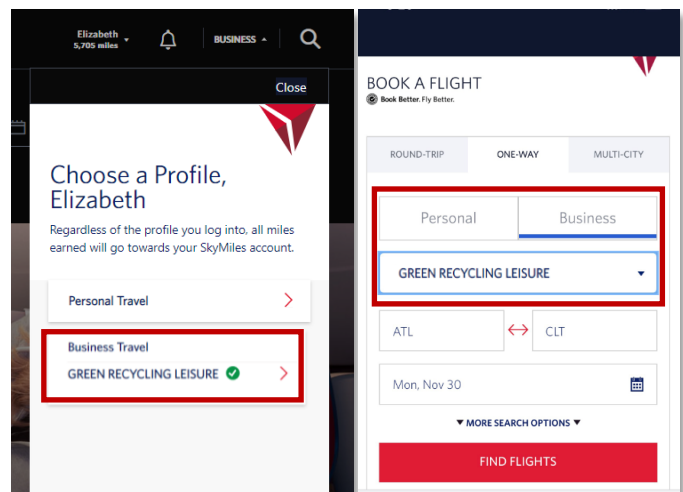 Elizabeth
5,705 miles
BUSINESS
Close
Choose a Profile,
Elizabeth
Regardless of the profile you log into, all miles
earned will go towards your SkyMiles account.
Personal Travel
Business Travel
GREEN RECYCLING LEISURE
BOOK A FLIGHT
Book Better. Fly Better.
ROUND-TRIP ONE-WAY MULTI-CITY
Personal Business
GREEN RECYCLING LEISURE
ATL CLT
Mon, Nov 30
MORE SEARCH OPTIONS
FIND FLIGHTS